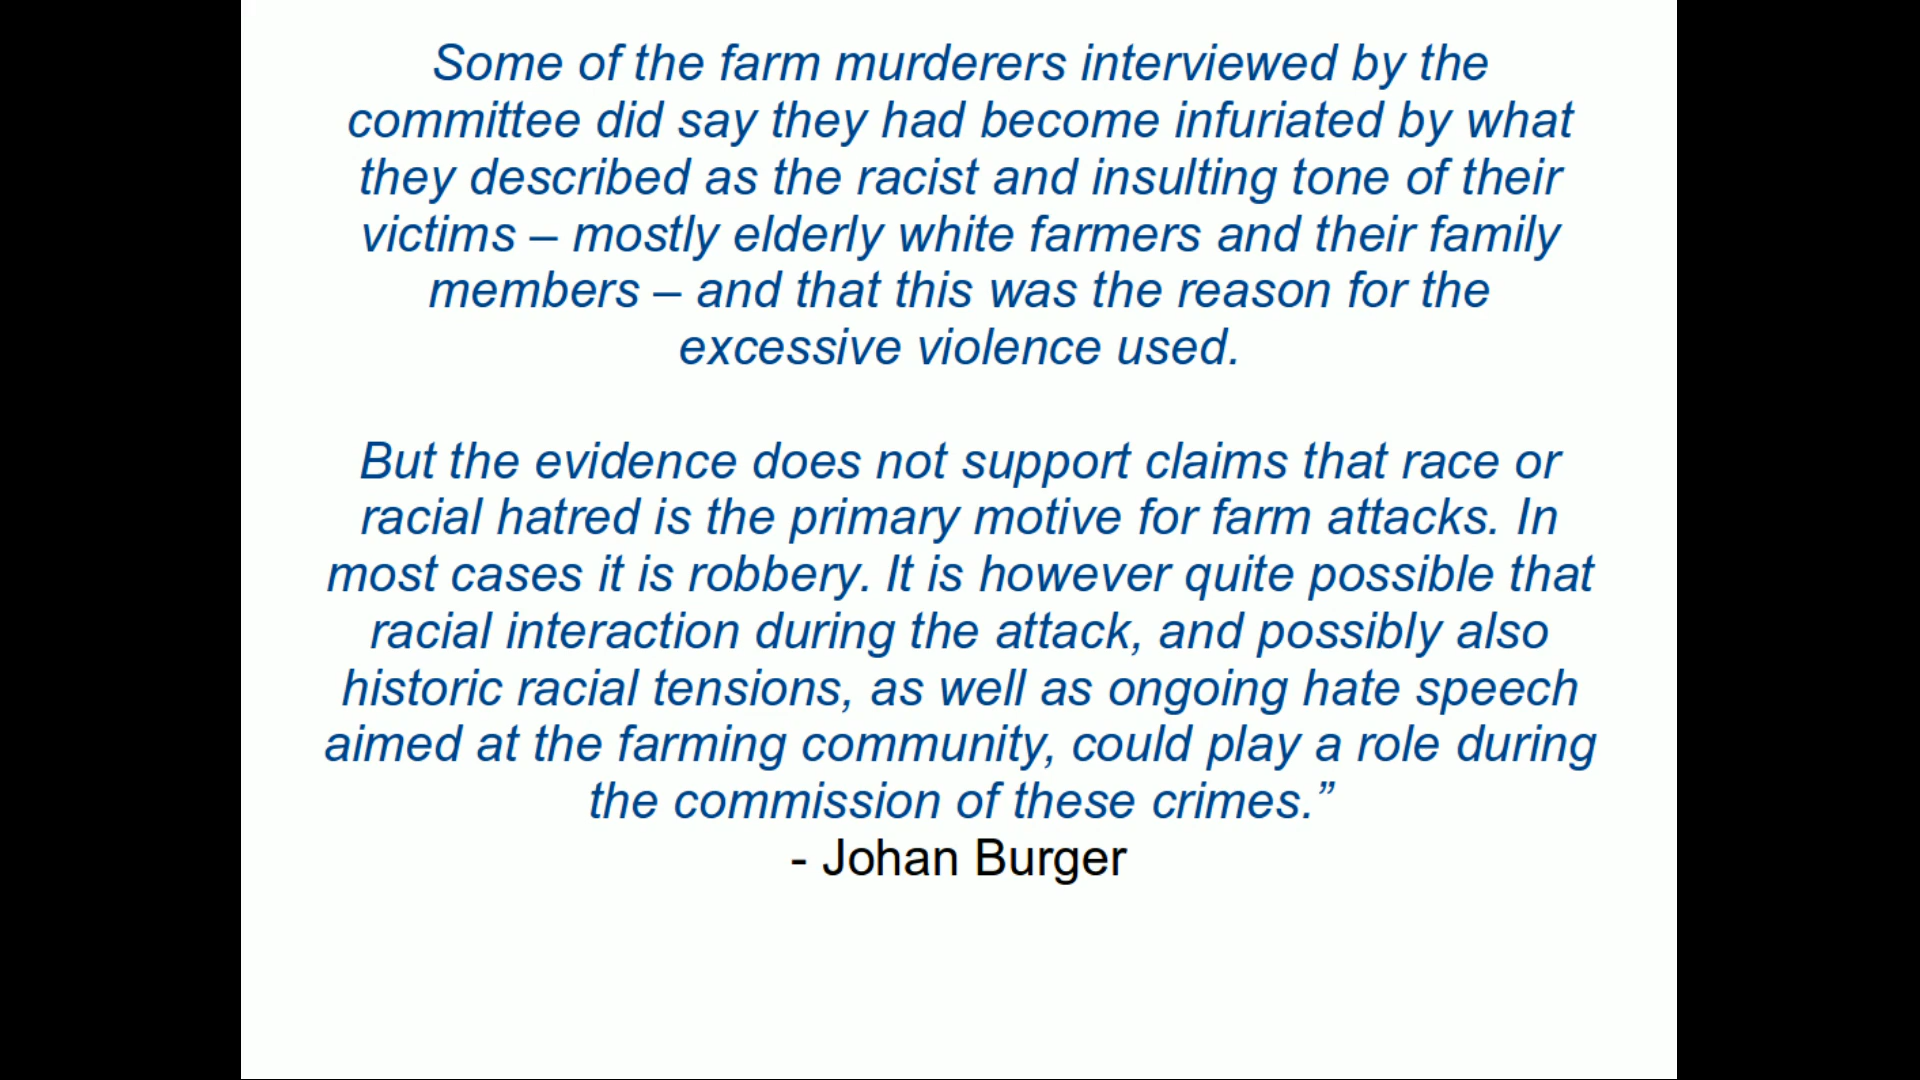 Some of the farm murderers interviewed by the
committee did say they had become infuriated by what
they described as the racist and insulting tone of their
victims – mostly elderly white farmers and their family
members – and that this was the reason for the
excessive violence used.
But the evidence does not support claims that race or
racial hatred is the primary motive for farm attacks. In
most cases it is robbery. It is however quite possible that
racial interaction during the attack, and possibly also
historic racial tensions, as well as ongoing hate speech
aimed at the farming community, could play a role during
the commission of these crimes.”
- Johan Burger